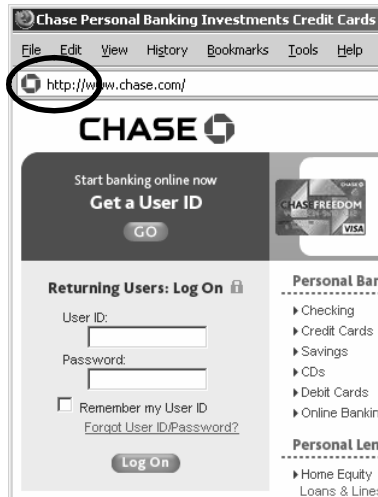 Chase Personal Banking Investments Credit Cards
File Edit View History Bookmarks Tools Help
http://www.chase.com/
CHASE
Start banking online now
Get a User ID
GO
CHASE FREEDOM
VISA
Returning Users: Log On
User ID:
Password:
Remember my User ID
Forgot User ID/Password?
Log On
Personal Ban
Checking
Credit Cards
Savings
CDs
Debit Cards
Online Bankin
Personal Len
Home Equity
Loans & Lines